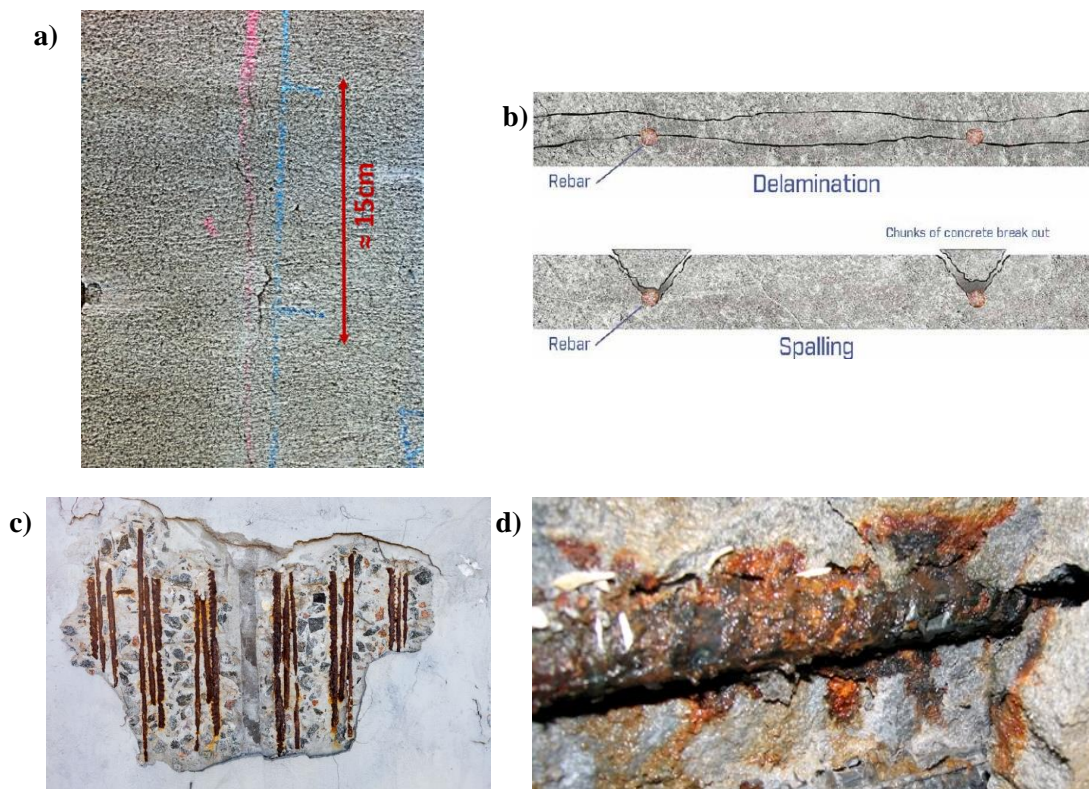 a)
≈ 15cm
b)
Rebar
Delamination
Chunks of concrete break out
Rebar
Spalling
c)
d)